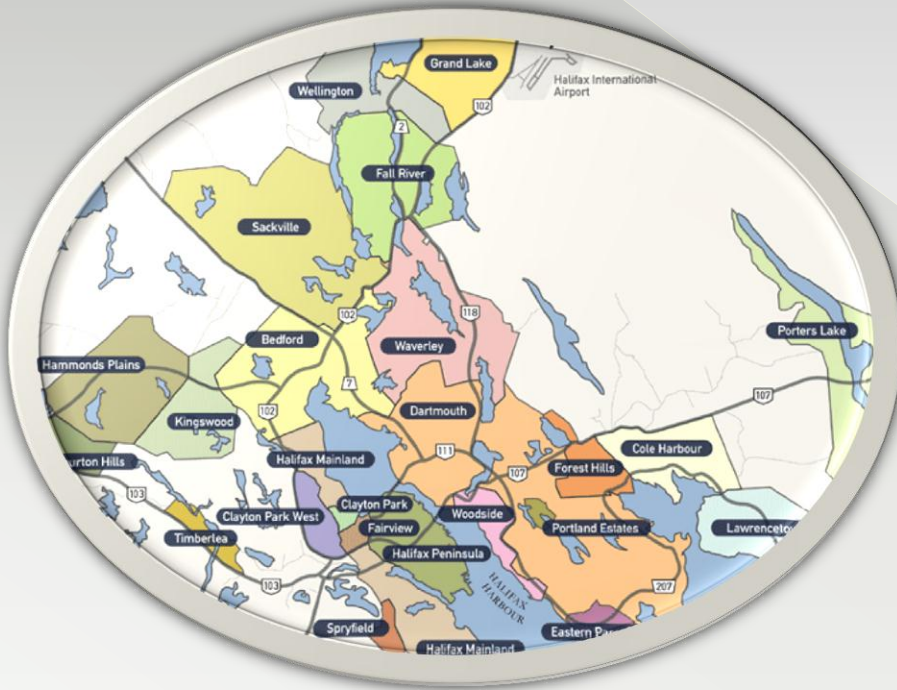 Grand Lake
Halifax International
Airport
Wellington
102
2
Fall River
Sackville
102
118
Porters Lake
Bedford
Waverley
Hammonds Plains
7
107
102
Dartmouth
Kingswood
111
Cole Harbour
Halifax Mainland
107
Forest Hills
103
Clayton Park
Woodside
Clayton Park West
Fairview
Portland Estates
Timberlea
Halifax Peninsula
103
HALIFAX
HARBOUR
207
Spryfield
Eastern
Halifax Mainland